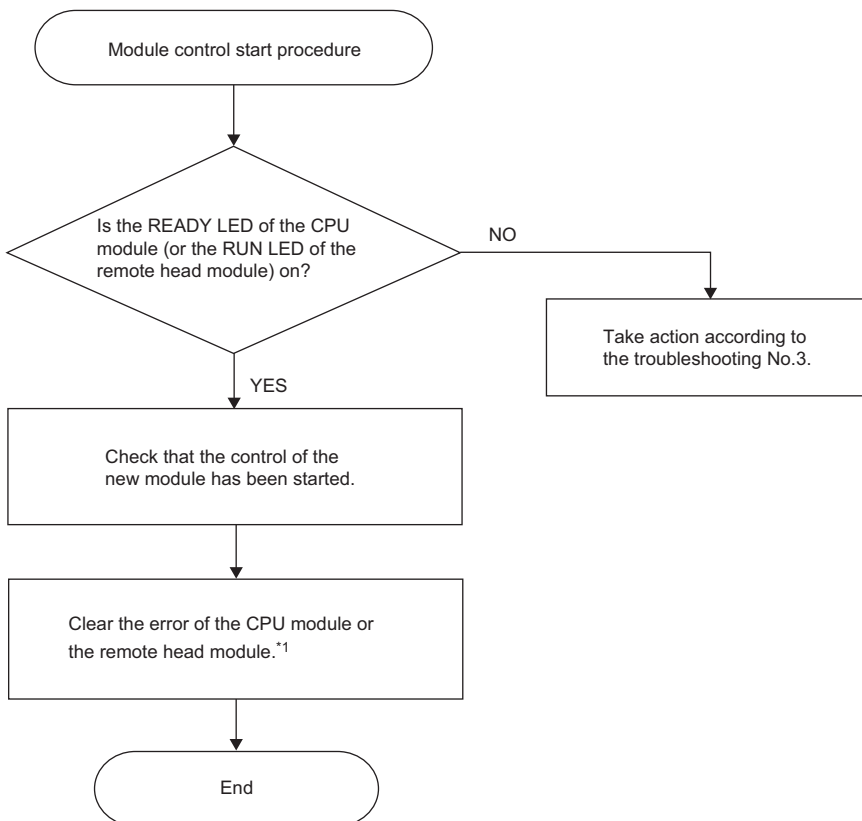 Module control start procedure
Is the READY LED of the CPU
module (or the RUN LED of the
remote head module) on?
NO
Take action according to
the troubleshooting No.3.
YES
Check that the control of the
new module has been started.
Clear the error of the CPU module or
the remote head module.*1
End